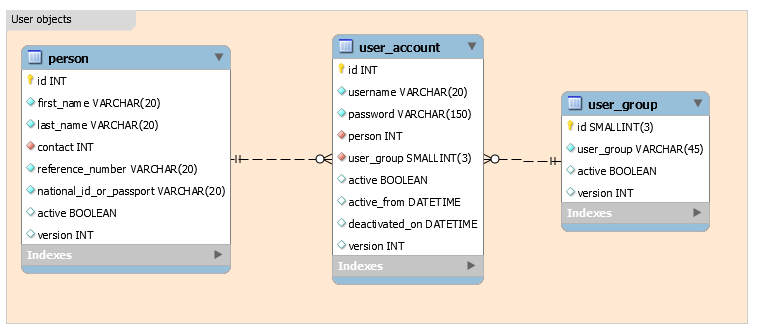 User objects
person
id INT
first_name VARCHAR(20)
last_name VARCHAR(20)
contact INT
reference_number VARCHAR(20)
national_id_or_passport VARCHAR(20)
active BOOLEAN
version INT
Indexes
user_account
id INT
username VARCHAR(20)
password VARCHAR(150)
person INT
user_group SMALLINT(3)
active BOOLEAN
active_from DATETIME
deactivated_on DATETIME
version INT
Indexes
user_group
id SMALLINT(3)
user_group VARCHAR(45)
active BOOLEAN
version INT
Indexes